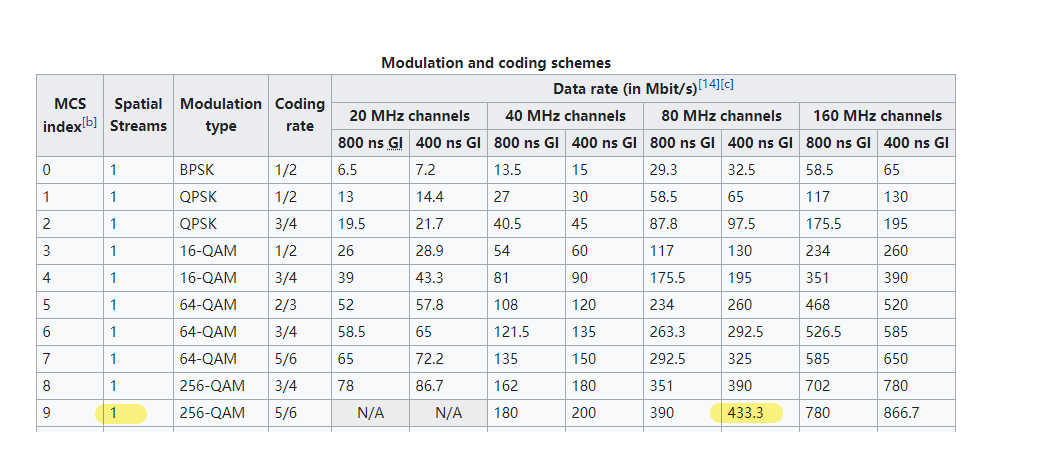 Modulation and coding schemes
MCS index[b] Spatial Streams Modulation type Coding rate Data rate (in Mbit/s)[14][c]
20 MHz channels 40 MHz channels 80 MHz channels 160 MHz channels
800 ns GI 400 ns GI 800 ns GI 400 ns GI 800 ns GI 400 ns GI 800 ns GI 400 ns GI
0 1 BPSK 1/2 6.5 7.2 13.5 15 29.3 32.5 58.5 65
1 1 QPSK 1/2 13 14.4 27 30 58.5 65 117 130
2 1 QPSK 3/4 19.5 21.7 40.5 45 87.8 97.5 175.5 195
3 1 16-QAM 1/2 26 28.9 54 60 117 130 234 260
4 1 16-QAM 3/4 39 43.3 81 90 175.5 195 351 390
5 1 64-QAM 2/3 52 57.8 108 120 234 260 468 520
6 1 64-QAM 3/4 58.5 65 121.5 135 263.3 292.5 526.5 585
7 1 64-QAM 5/6 65 72.2 135 150 292.5 325 585 650
8 1 256-QAM 3/4 78 86.7 162 180 351 390 702 780
9 1 256-QAM 5/6 N/A N/A 180 200 390 433.3 780 866.7